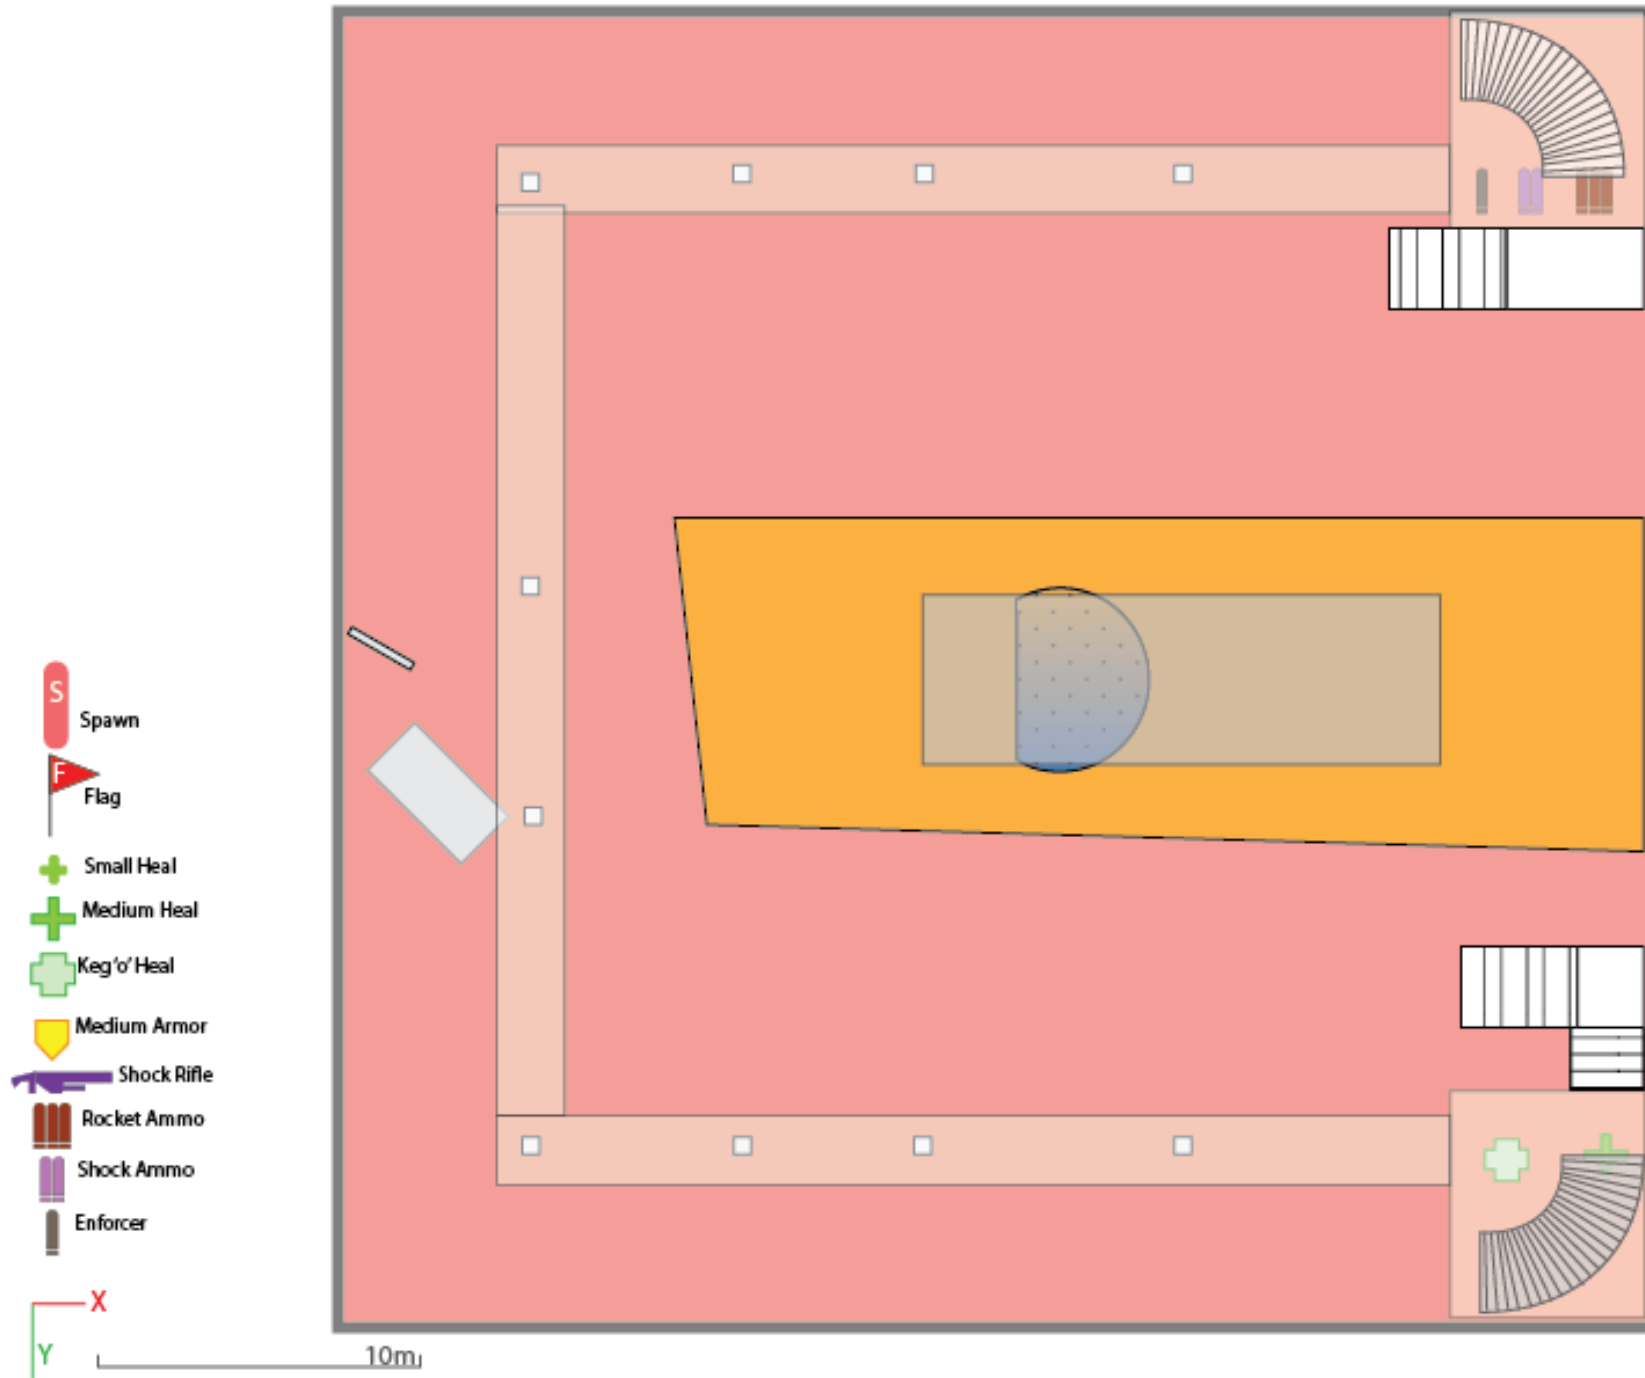 S
Spawn
F
Flag
Small Heal
Medium Heal
Keg'o'Heal
Medium Armor
Shock Rifle
Rocket Ammo
Shock Ammo
Enforcer
X
Y
10m